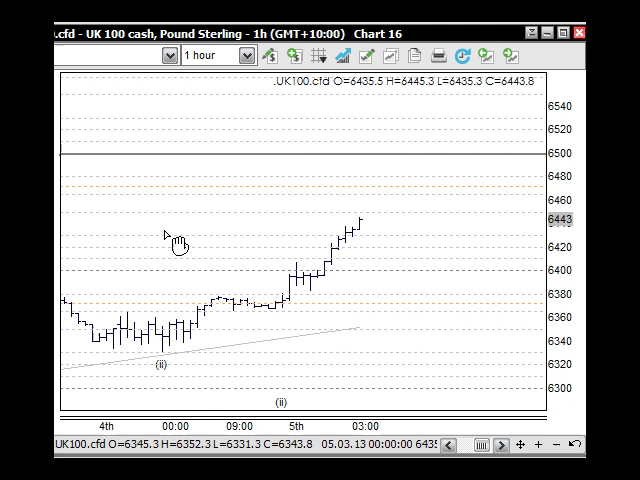 .cfd - UK 100 cash, Pound Sterling - 1h (GMT+10:00) Chart 16
1 hour
.UK100.cfd O=6435.5 H=6445.3 L=6435.3 C=6443.8
6540
6520
6500
6480
6460
6443
6420
6400
6380
6360
6340
6320
6300
(ii)
(ii)
4th 00:00 09:00 5th 03:00
UK100.cfd O=6345.3 H=6352.3 L=6331.3 C=6343.8 05.03.13 00:00:00 643